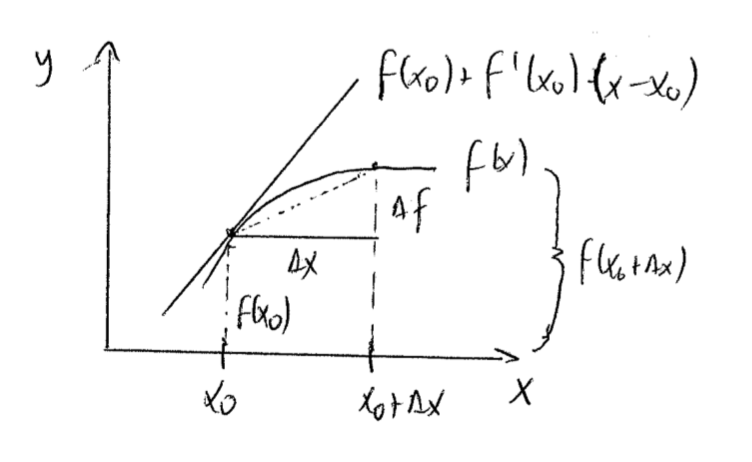 y
f(x₀) + f'(x₀)·(x-x₀)
f(x)
Δf
Δx
f(x₀+Δx)
f(x₀)
x₀
x₀+Δx
x